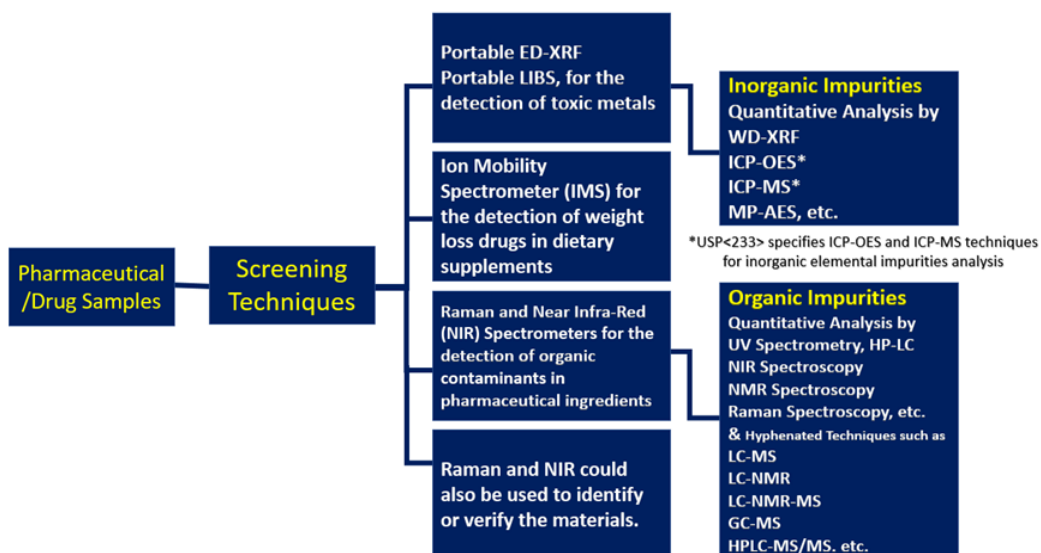 Pharmaceutical
/Drug Samples
Screening
Techniques
Portable ED-XRF
Portable LIBS, for the
detection of toxic metals
Ion Mobility
Spectrometer (IMS) for
the detection of weight
loss drugs in dietary
supplements
Raman and Near Infra-Red
(NIR) Spectrometers for the
detection of organic
contaminants in
pharmaceutical ingredients
Raman and NIR could
also be used to identify
or verify the materials.
Inorganic Impurities
Quantitative Analysis by
WD-XRF
ICP-OES*
ICP-MS*
MP-AES, etc.
*USP<233> specifies ICP-OES and ICP-MS techniques
for inorganic elemental impurities analysis
Organic Impurities
Quantitative Analysis by
UV Spectrometry, HP-LC
NIR Spectroscopy
NMR Spectroscopy
Raman Spectroscopy, etc.
& Hyphenated Techniques such as
LC-MS
LC-NMR
LC-NMR-MS
GC-MS
HPLC-MS/MS. etc.